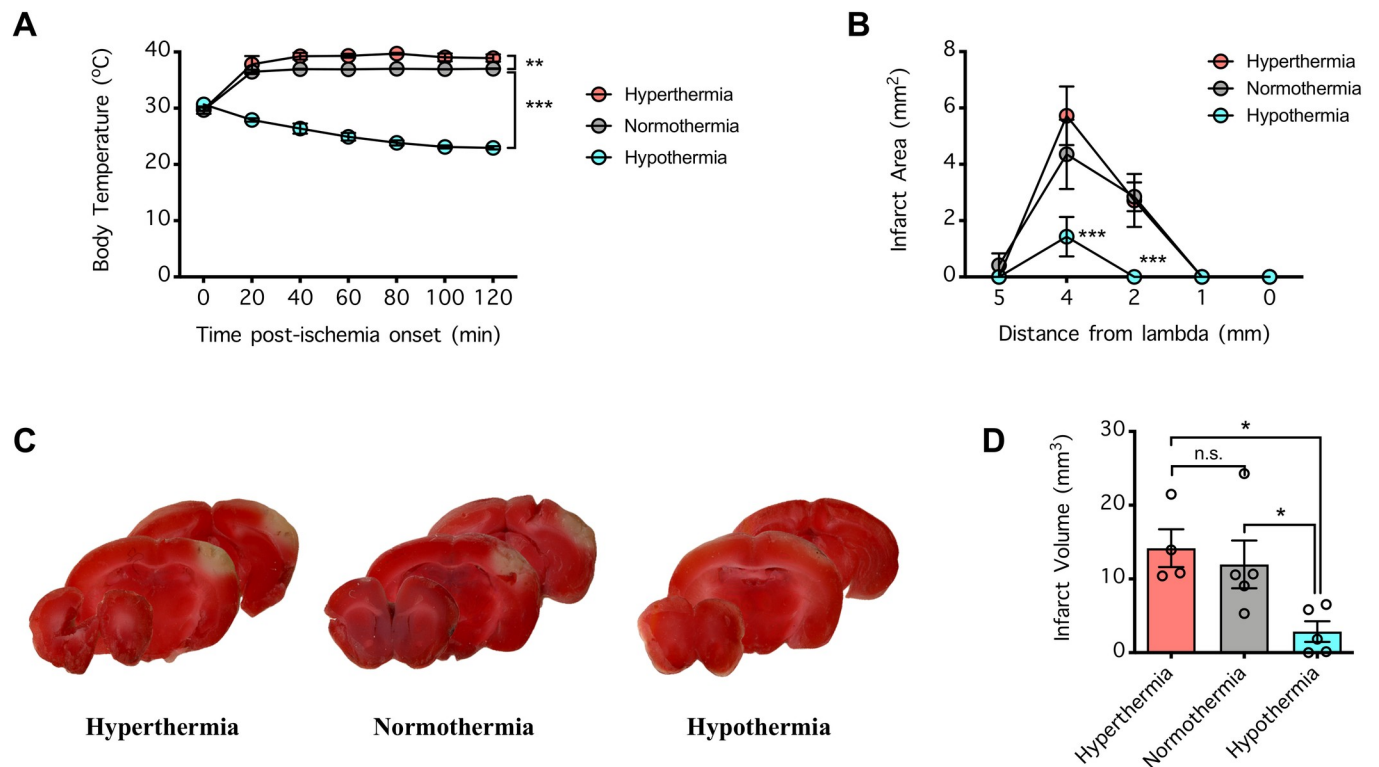 A
Body Temperature (ºC)
40
30
20
10
0
0 20 40 60 80 100 120
Time post-ischemia onset (min)
**
***
Hyperthermia
Normothermia
Hypothermia
B
Infarct Area (mm2)
8
6
4
2
0
5 4 2 1 0
Distance from lambda (mm)
***
***
Hyperthermia
Normothermia
Hypothermia
C
Hyperthermia
Normothermia
Hypothermia
D
Infarct Volume (mm3)
30
20
10
0
*
n.s.
*
Hyperthermia
Normothermia
Hypothermia